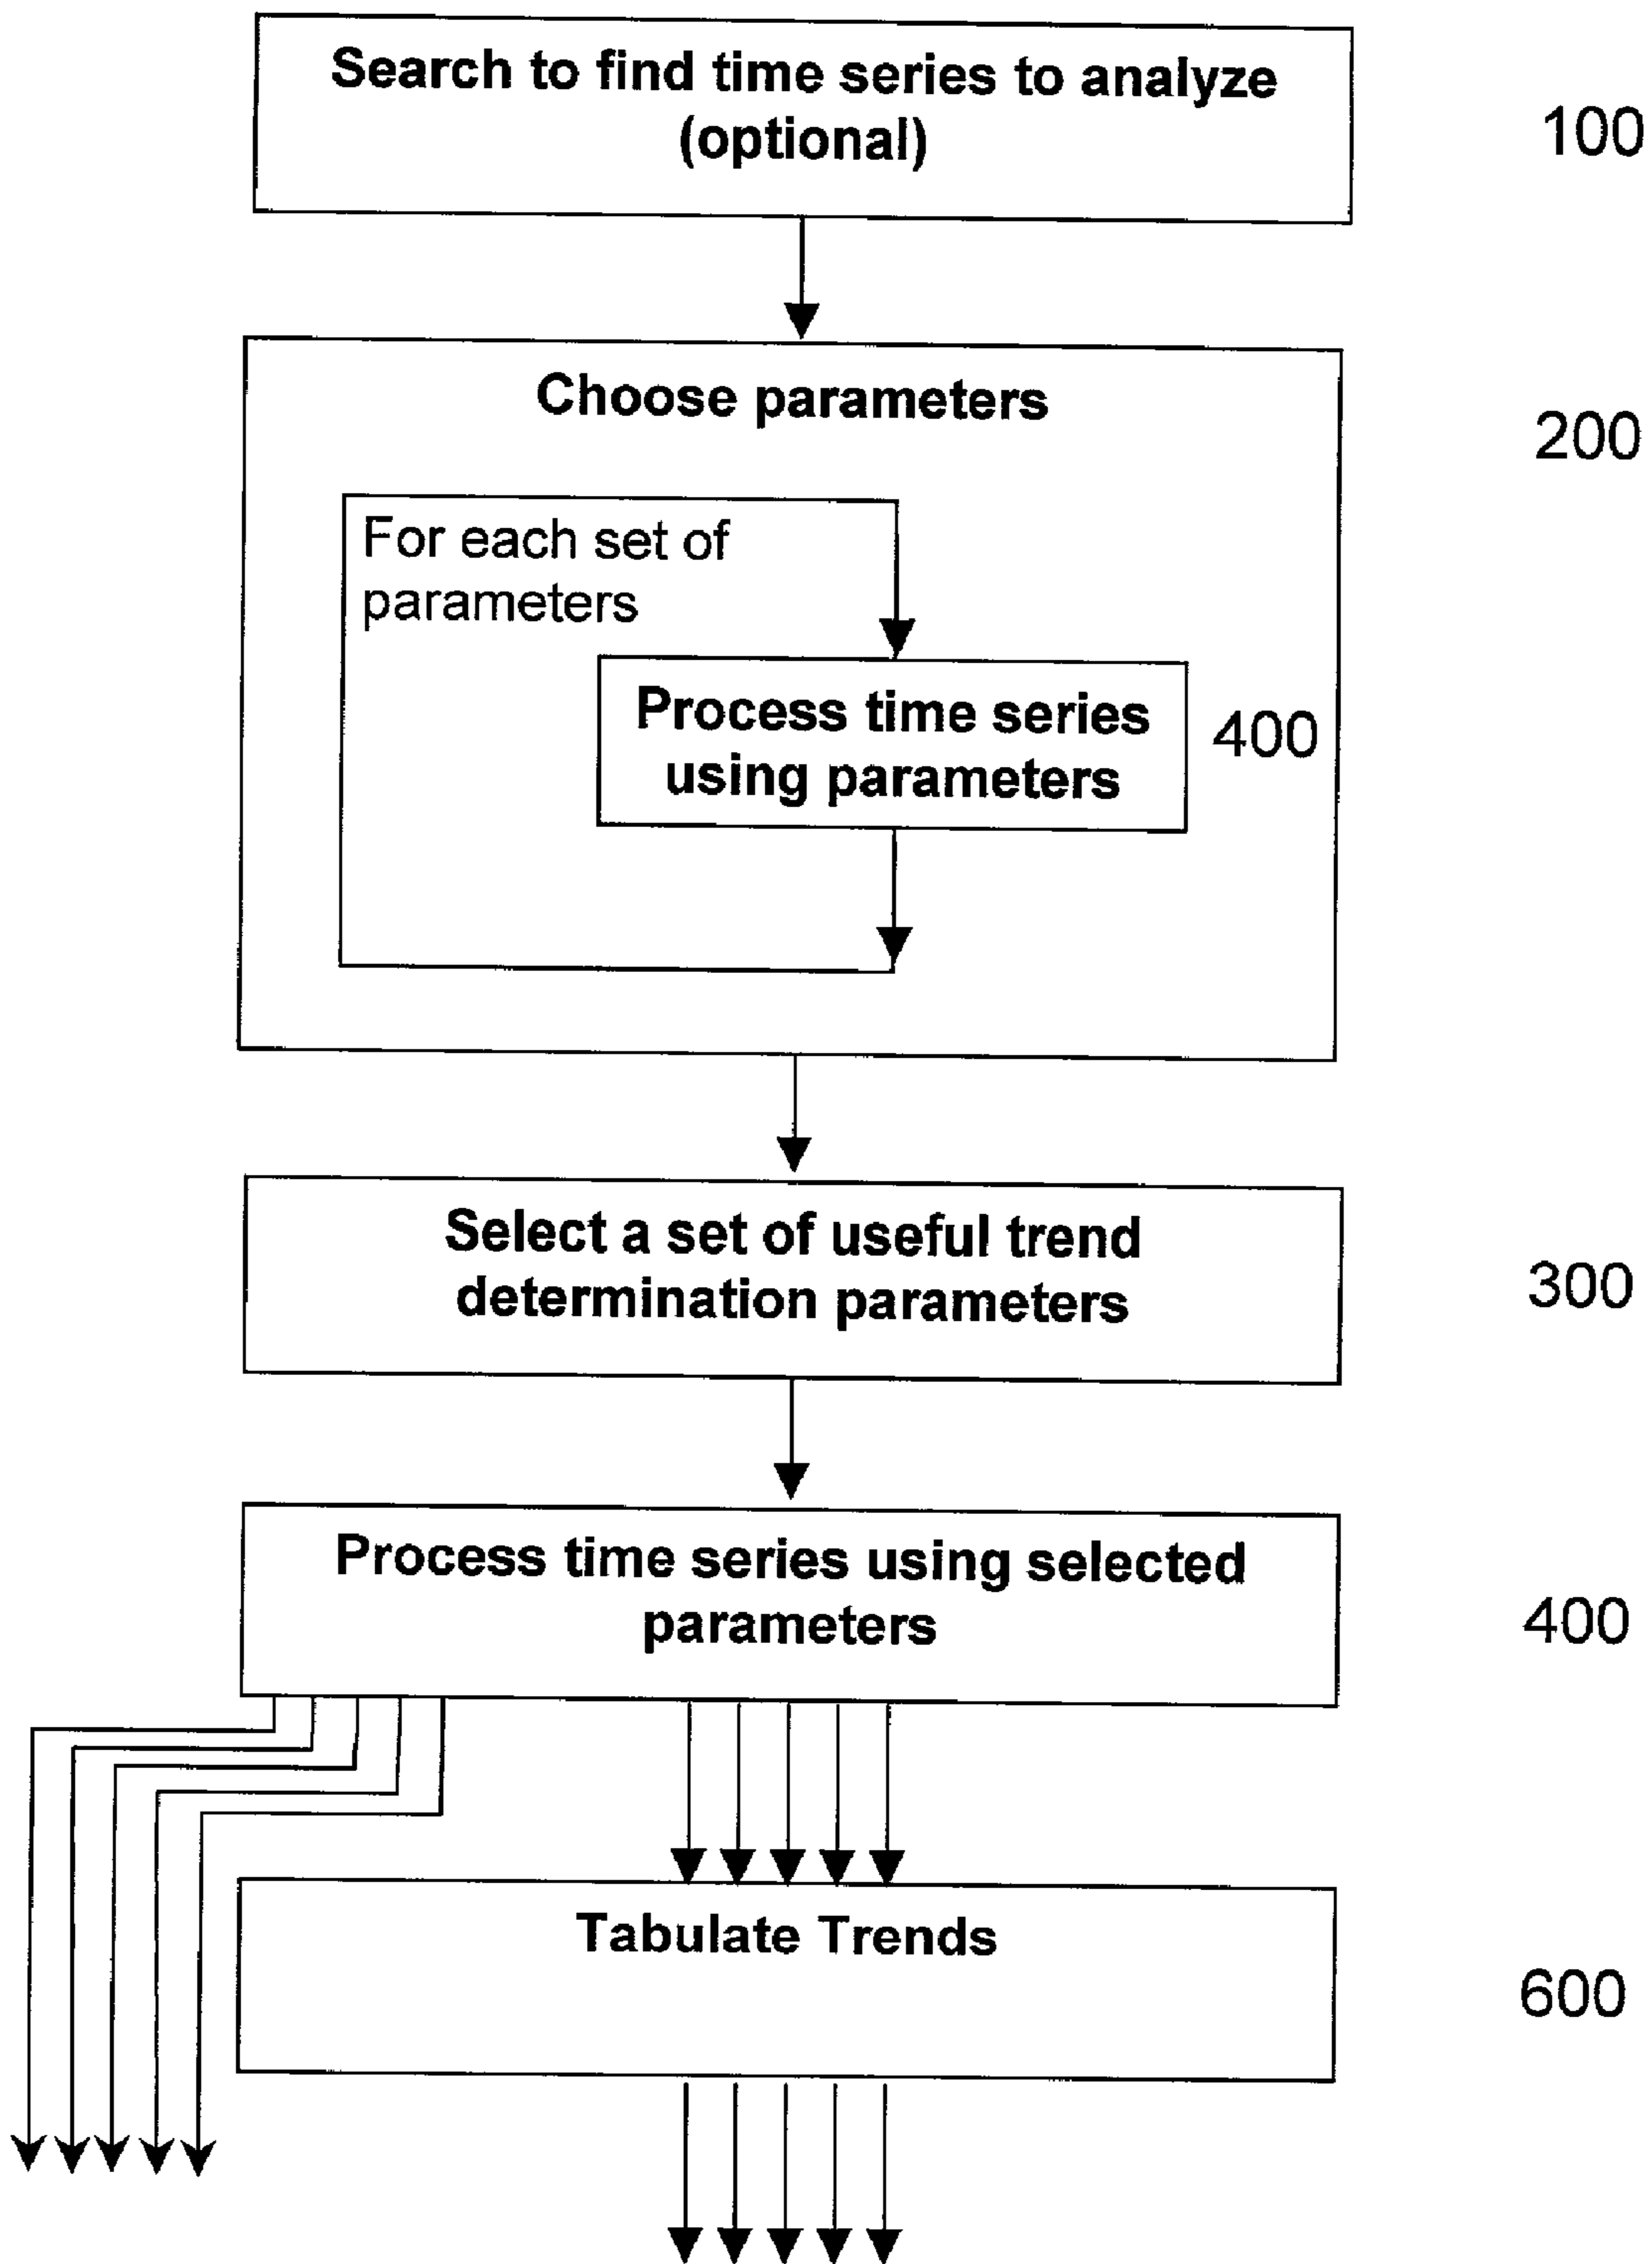 Search to find time series to analyze
(optional)
100
Choose parameters
200
For each set of
parameters
Process time series
using parameters
400
Select a set of useful trend
determination parameters
300
Process time series using selected
parameters
400
Tabulate Trends
600